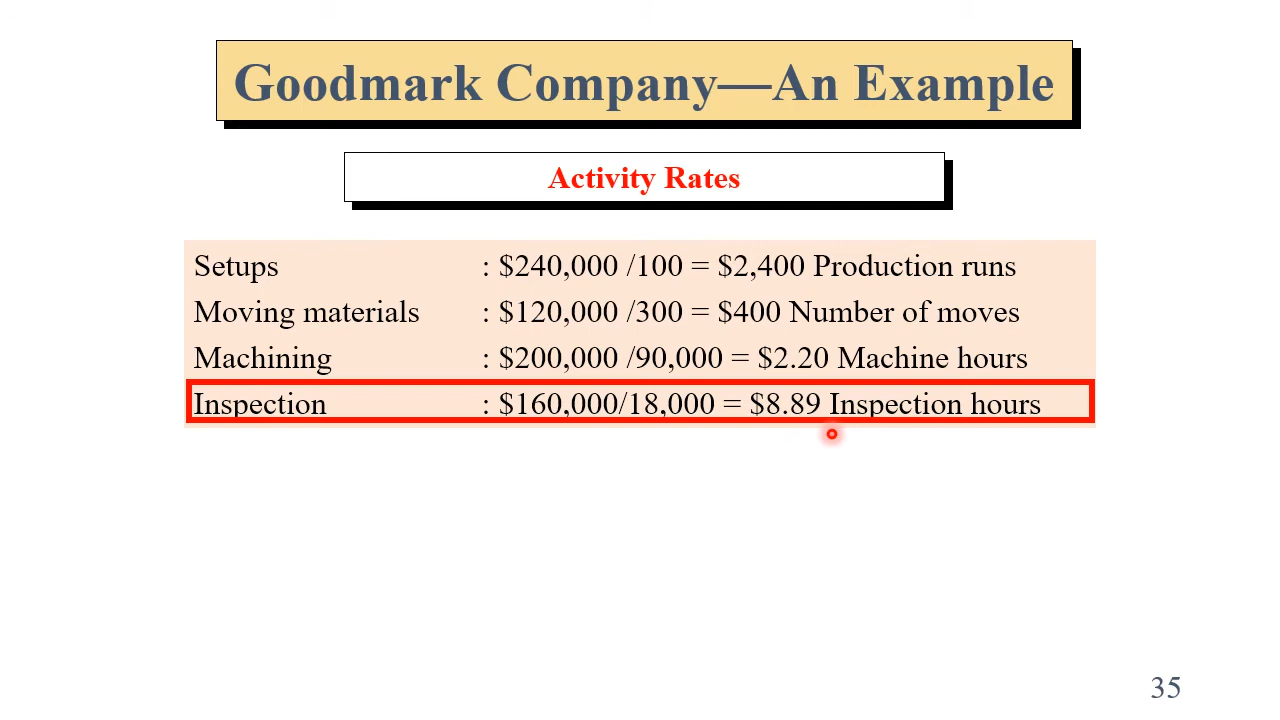 Goodmark Company—An Example
Activity Rates
Setups : $240,000 /100 = $2,400 Production runs
Moving materials : $120,000 /300 = $400 Number of moves
Machining : $200,000 /90,000 = $2.20 Machine hours
Inspection : $160,000/18,000 = $8.89 Inspection hours
35